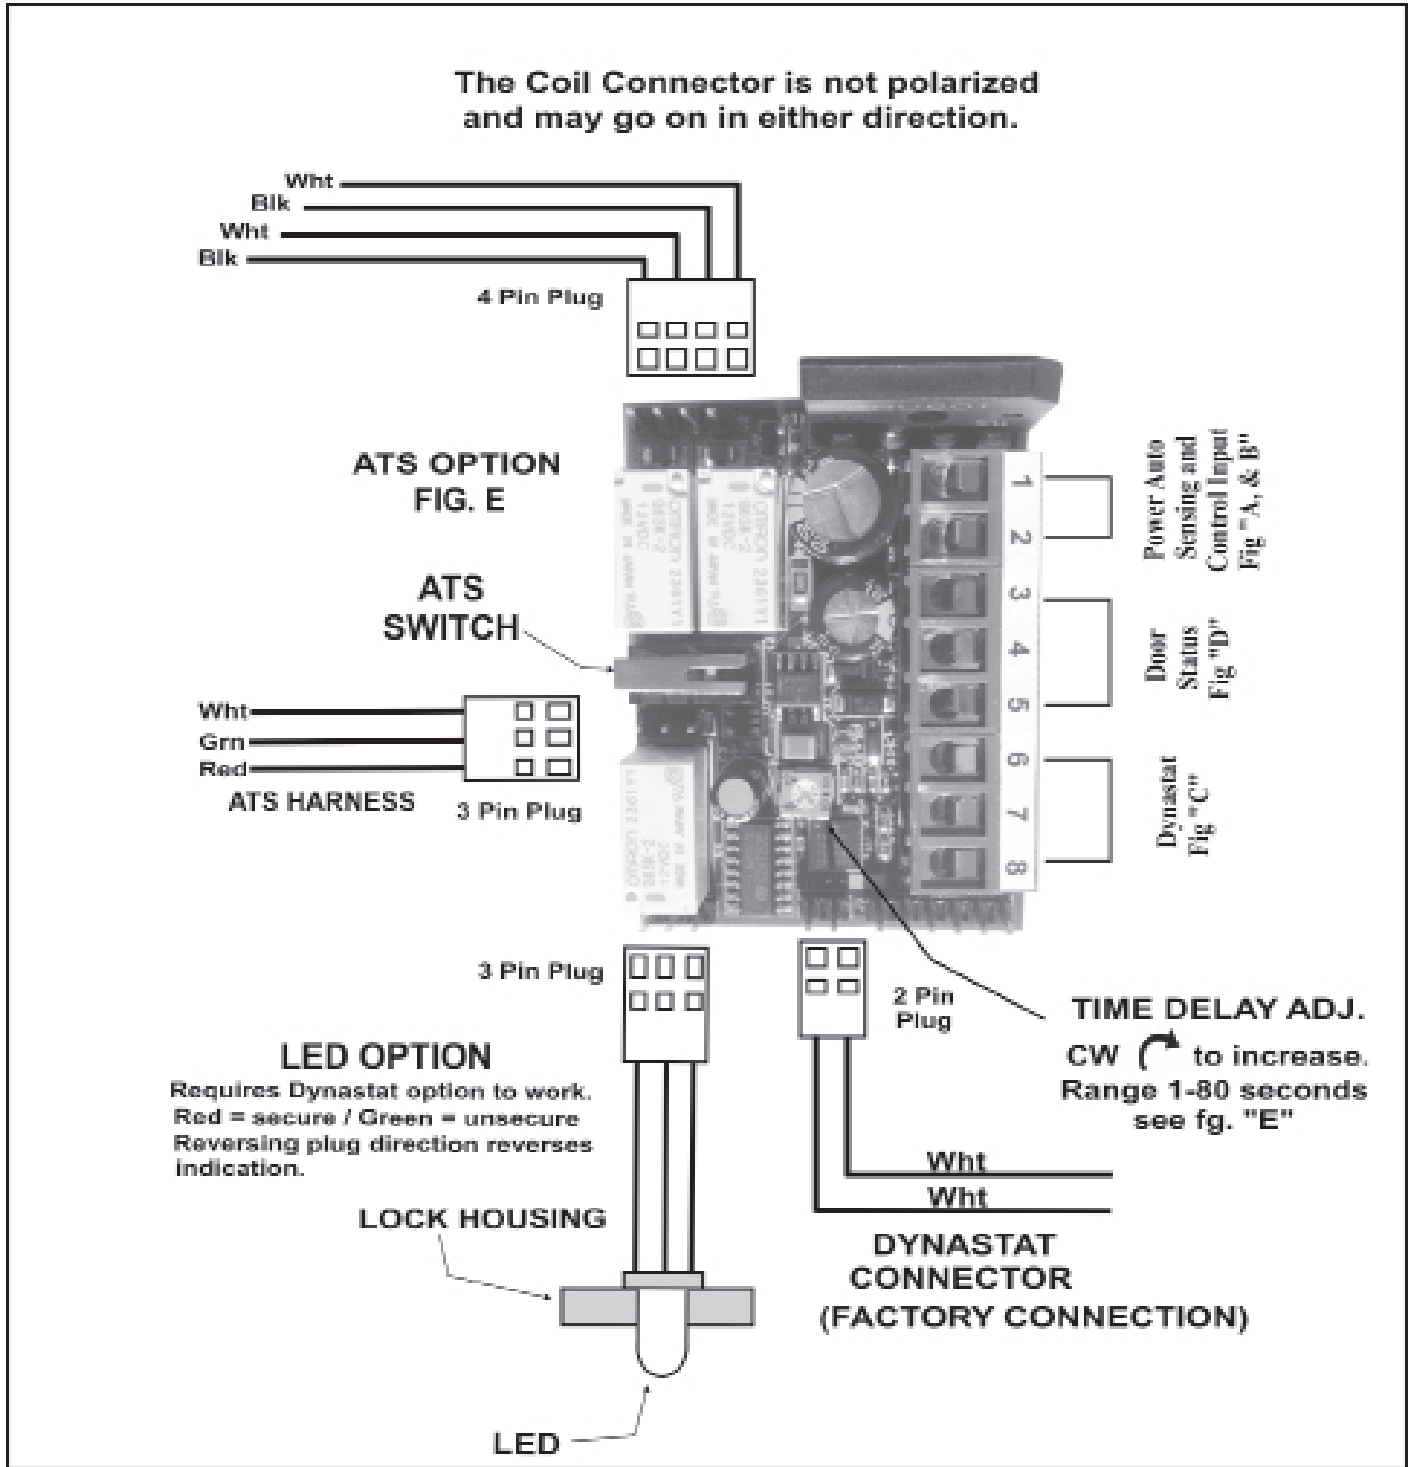 The Coil Connector is not polarized
and may go on in either direction.
Wht
Blk
Wht
Blk
4 Pin Plug
ATS OPTION
FIG. E
ATS
SWITCH
Wht
Grn
Red
ATS HARNESS
3 Pin Plug
1
2
3
4
5
6
7
8
Power Auto
Sensing and
Control Input
Fig "A, & B"
Door
Status
Fig "D"
Dynastat
Fig "C"
3 Pin Plug
2 Pin
Plug
LED OPTION
Requires Dynastat option to work.
Red = secure / Green = unsecure
Reversing plug direction reverses
indication.
TIME DELAY ADJ.
CW to increase.
Range 1-80 seconds
see fg. "E"
Wht
Wht
LOCK HOUSING
DYNASTAT
CONNECTOR
(FACTORY CONNECTION)
LED